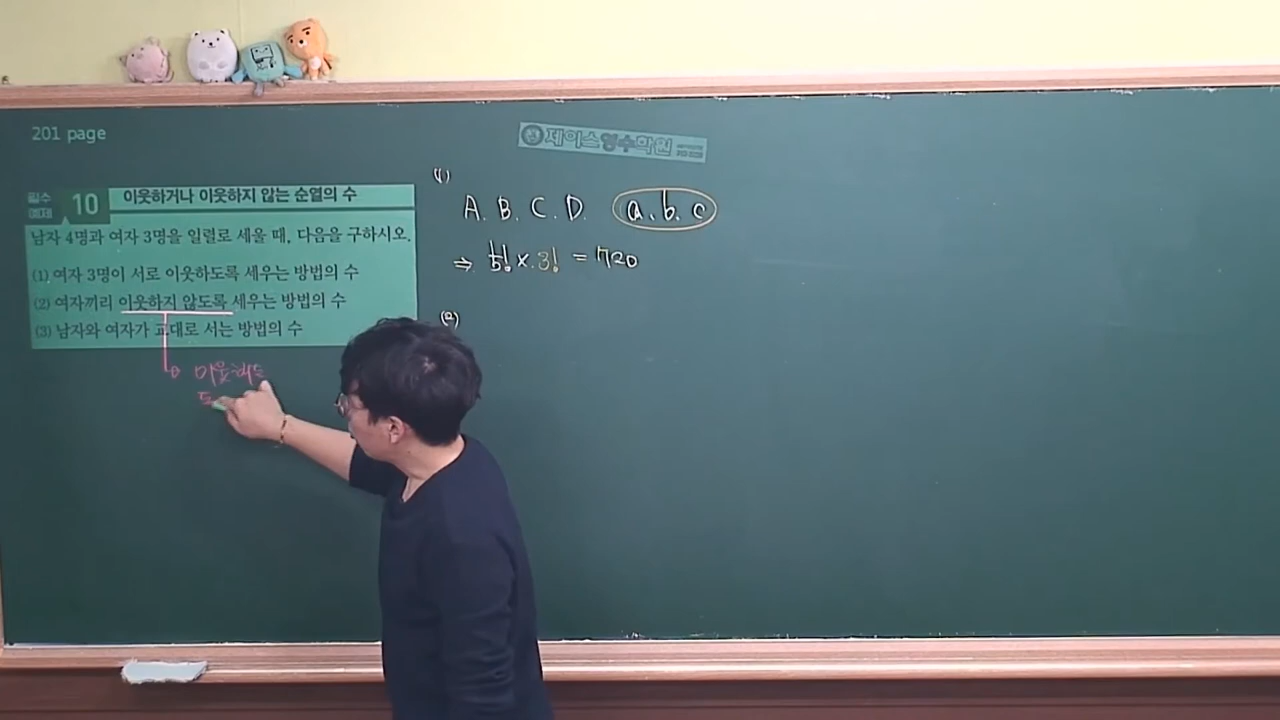 201 page
제이스영수학원
필수 예제 10 이웃하거나 이웃하지 않는 순열의 수
남자 4명과 여자 3명을 일렬로 세울 때, 다음을 구하시오.
(1) 여자 3명이 서로 이웃하도록 세우는 방법의 수
(2) 여자끼리 이웃하지 않도록 세우는 방법의 수
(3) 남자와 여자가 교대로 서는 방법의 수
이웃해도
(1)
A. B. C. D. a. b. c
⇒ 5! × 3! = 720
(2)